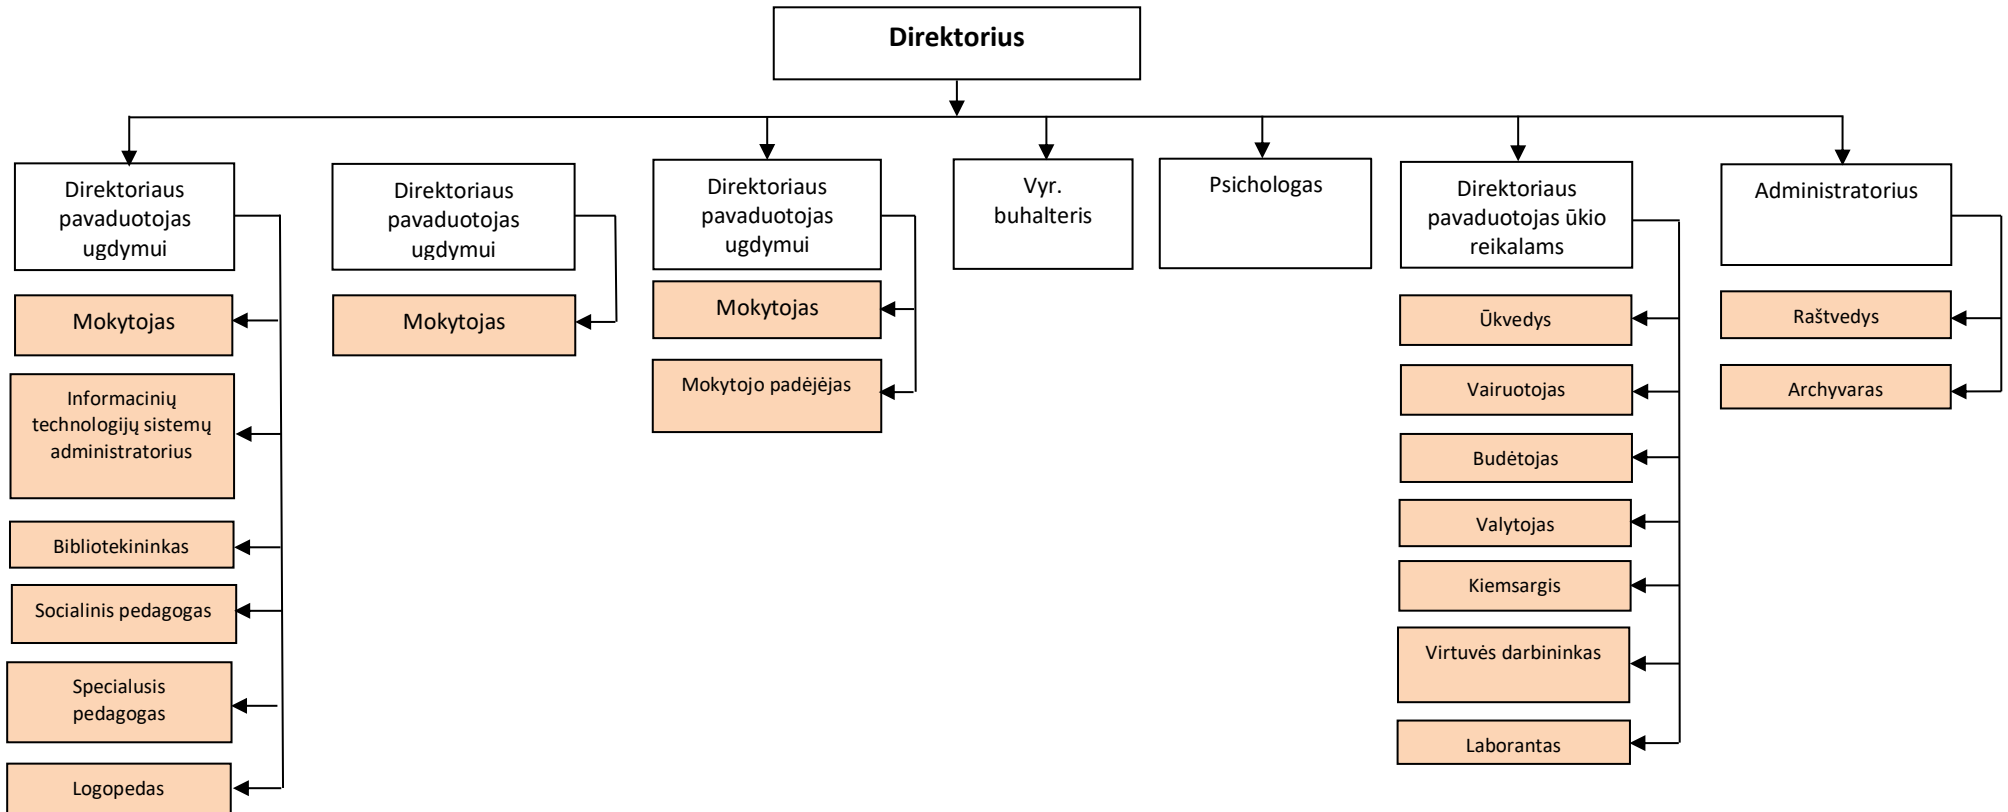 Direktorius
Direktoriaus
pavaduotojas
ugdymui
Mokytojas
Informacinių
technologijų sistemų
administratorius
Bibliotekininkas
Socialinis pedagogas
Specialusis
pedagogas
Logopedas
Direktoriaus
pavaduotojas
ugdymui
Mokytojas
Direktoriaus
pavaduotojas
ugdymui
Mokytojas
Mokytojo padėjėjas
Vyr.
buhalteris
Psichologas
Direktoriaus
pavaduotojas ūkio
reikalams
Ūkvedys
Vairuotojas
Budėtojas
Valytojas
Kiemsargis
Virtuvės darbininkas
Laborantas
Administratorius
Raštvedys
Archyvaras